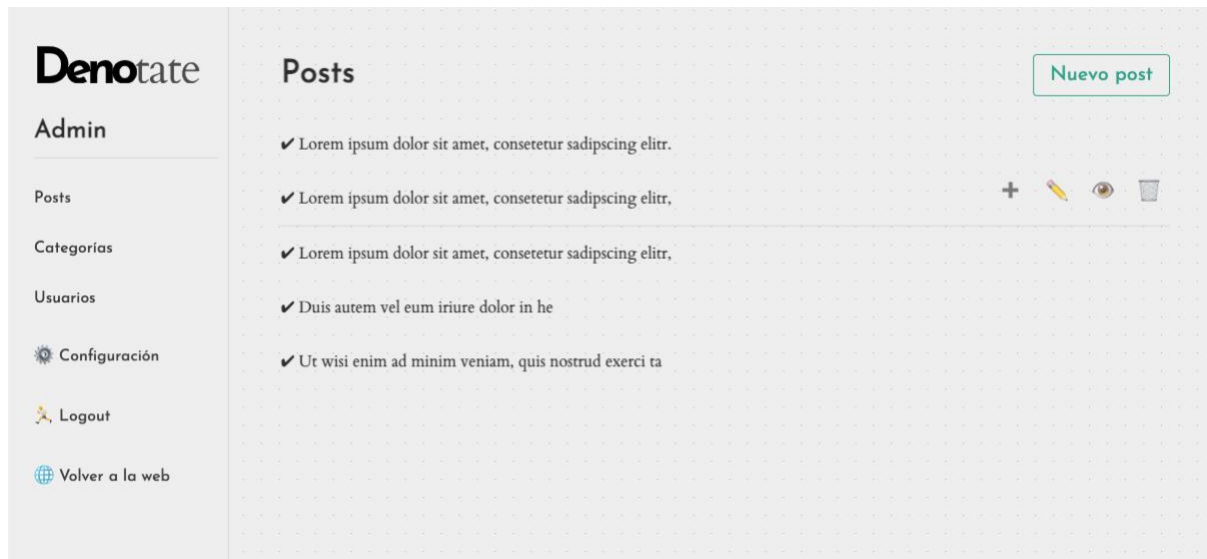 Denotate
Admin
Posts
Categorías
Usuarios
Configuración
Logout
Volver a la web
Posts
Nuevo post
✔ Lorem ipsum dolor sit amet, consetetur sadipscing elitr.
✔ Lorem ipsum dolor sit amet, consetetur sadipscing elitr,
✔ Lorem ipsum dolor sit amet, consetetur sadipscing elitr,
✔ Duis autem vel eum iriure dolor in he
✔ Ut wisi enim ad minim veniam, quis nostrud exerci ta